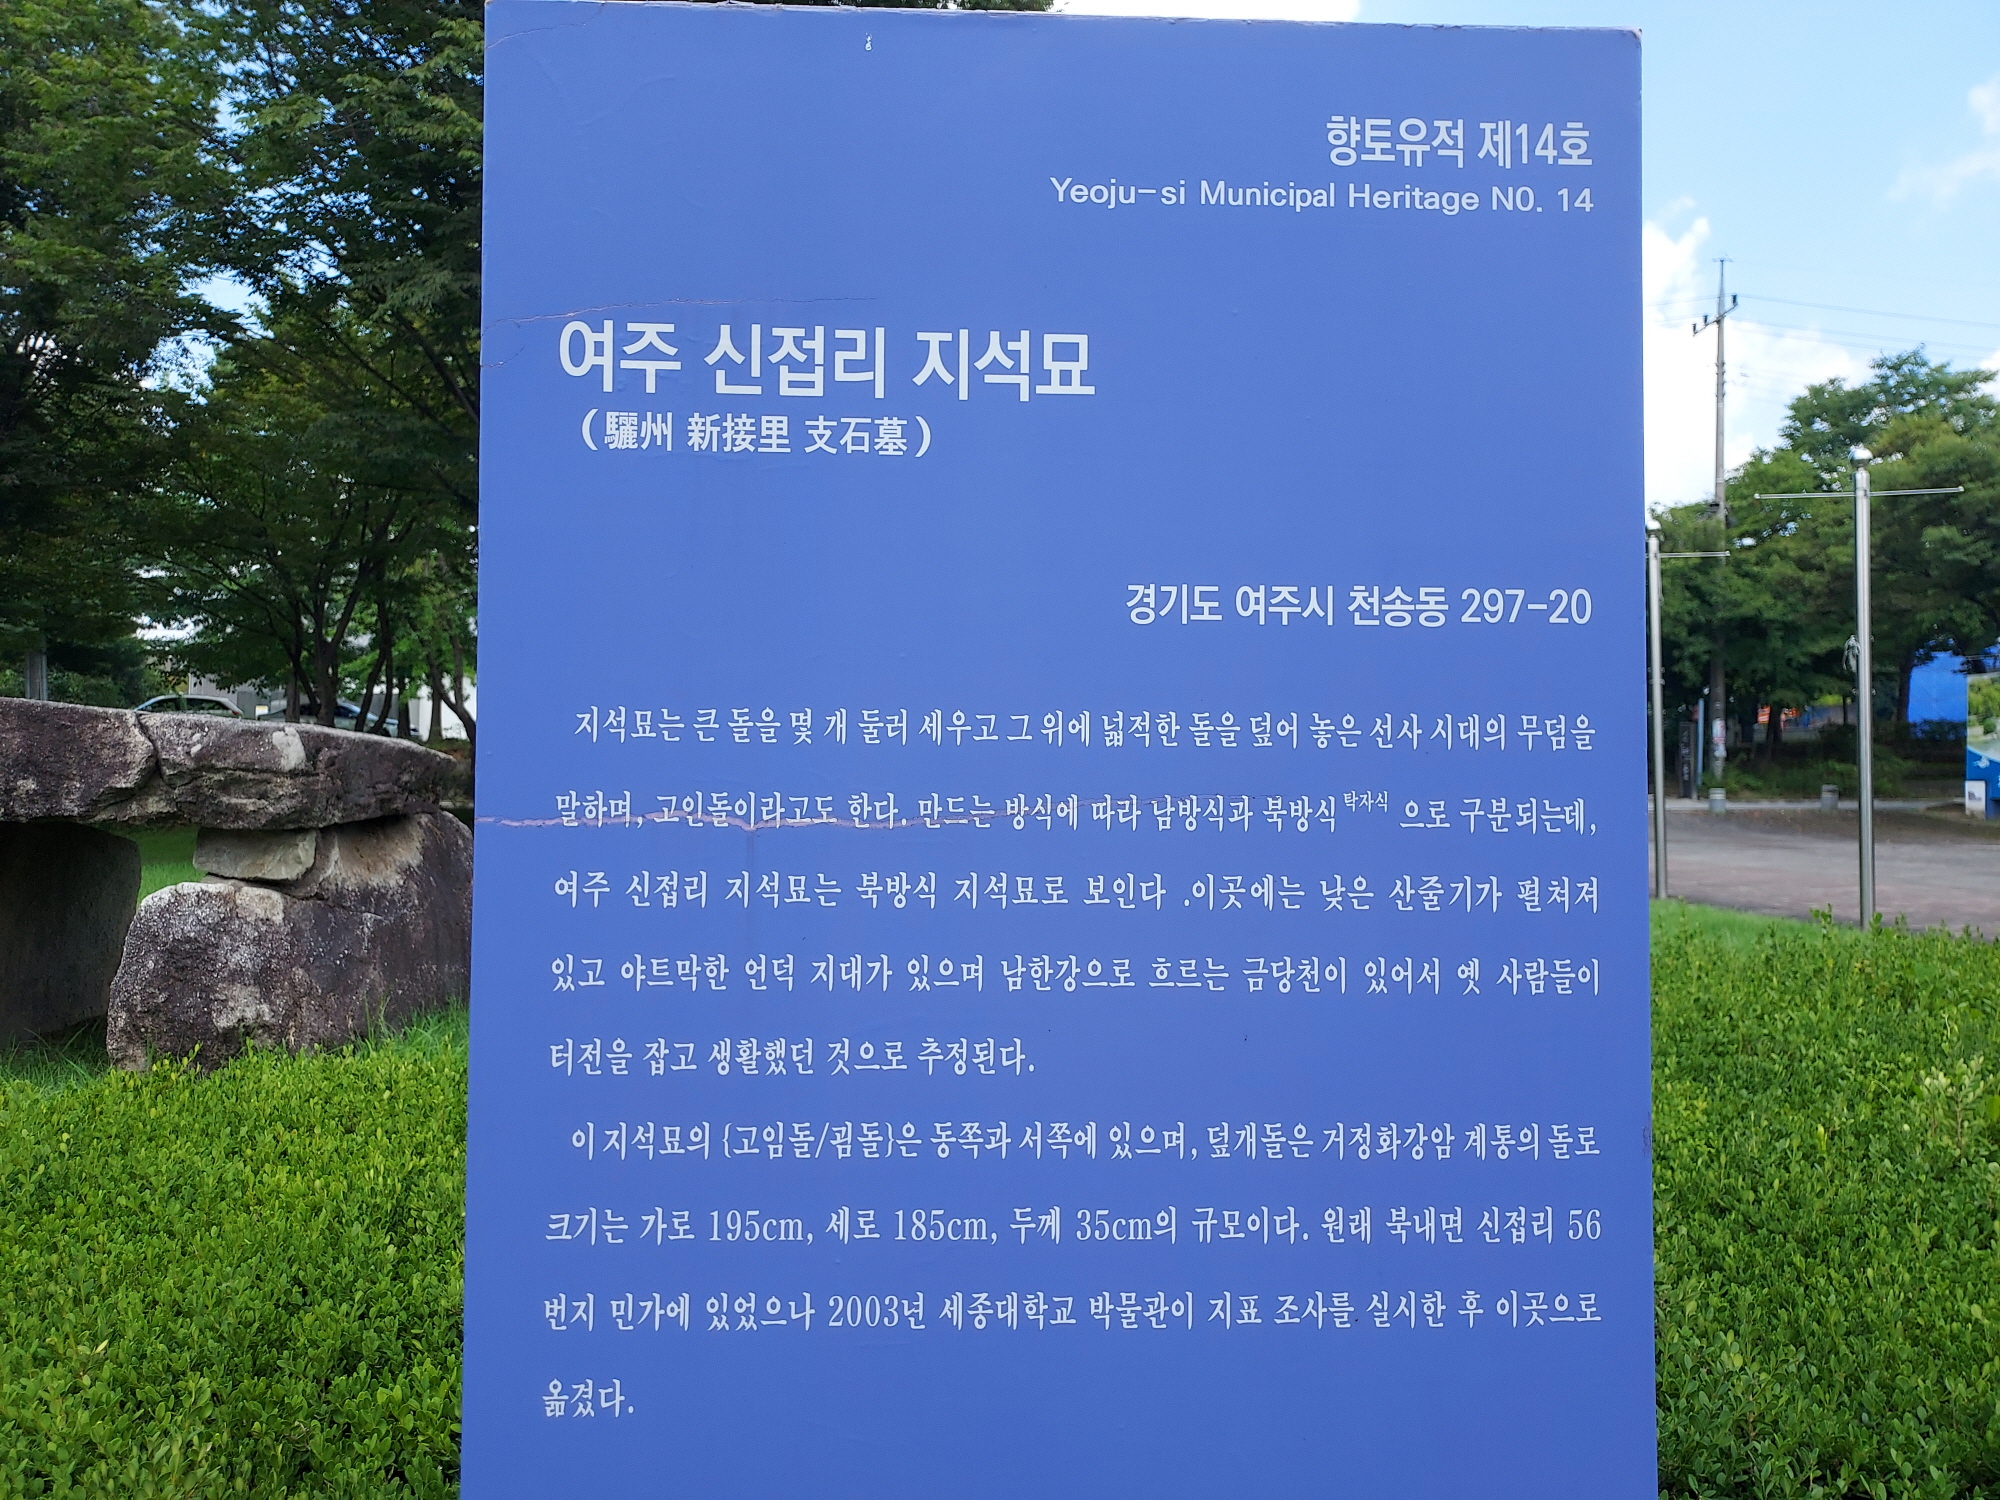 향토유적 제14호
Yeoju-si Municipal Heritage NO. 14
여주 신접리 지석묘
(驪州 新接里 支石墓)
경기도 여주시 천송동 297-20
지석묘는 큰 돌을 몇 개 둘러 세우고 그 위에 넓적한 돌을 덮어 놓은 선사 시대의 무덤을
말하며, 고인돌이라고도 한다. 만드는 방식에 따라 남방식과 북방식 탁자식 으로 구분되는데,
여주 신접리 지석묘는 북방식 지석묘로 보인다 .이곳에는 낮은 산줄기가 펼쳐져
있고 야트막한 언덕 지대가 있으며 남한강으로 흐르는 금당천이 있어서 옛 사람들이
터전을 잡고 생활했던 것으로 추정된다.
이 지석묘의 {고임돌/굄돌}은 동쪽과 서쪽에 있으며, 덮개돌은 거정화강암 계통의 돌로
크기는 가로 195cm, 세로 185cm, 두께 35cm의 규모이다. 원래 북내면 신접리 56
번지 민가에 있었으나 2003년 세종대학교 박물관이 지표 조사를 실시한 후 이곳으로
옮겼다.